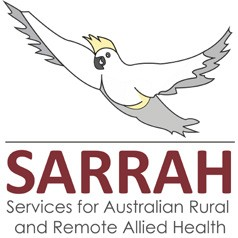 SARRAH
Services for Australian Rural
and Remote Allied Health